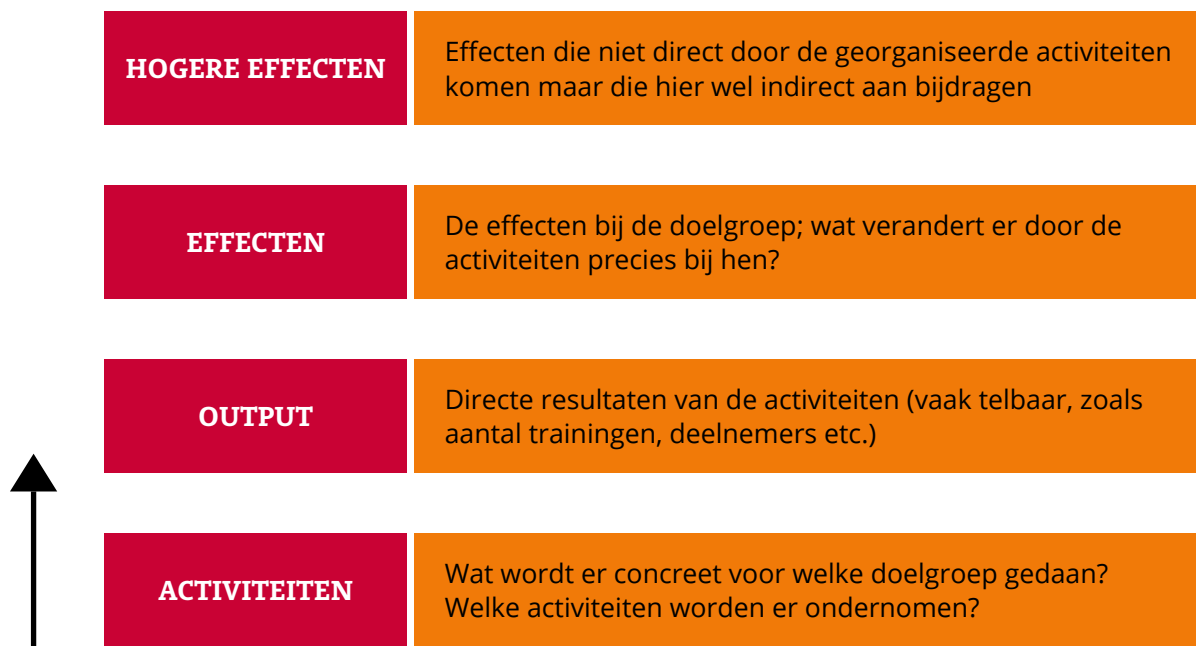 HOGERE EFFECTEN
Effecten die niet direct door de georganiseerde activiteiten
komen maar die hier wel indirect aan bijdragen
EFFECTEN
De effecten bij de doelgroep; wat verandert er door de
activiteiten precies bij hen?
OUTPUT
Directe resultaten van de activiteiten (vaak telbaar, zoals
aantal trainingen, deelnemers etc.)
ACTIVITEITEN
Wat wordt er concreet voor welke doelgroep gedaan?
Welke activiteiten worden er ondernomen?